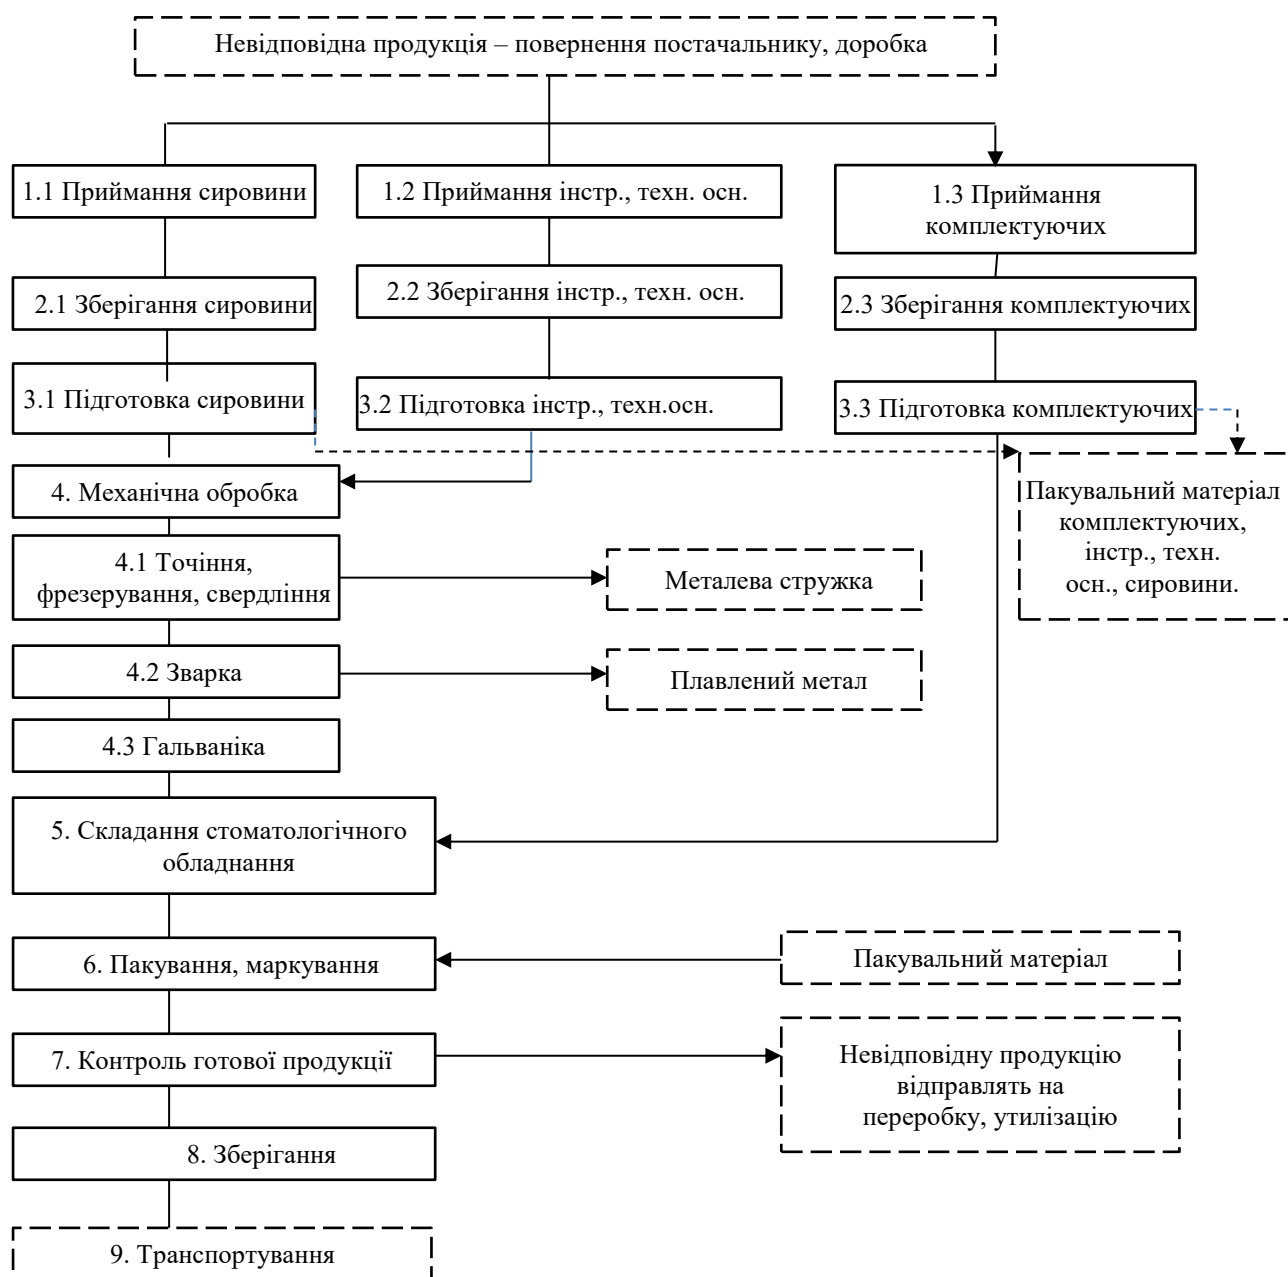 Невідповідна продукція – повернення постачальнику, доробка
1.1 Приймання сировини
1.2 Приймання інстр., техн. осн.
1.3 Приймання
комплектуючих
2.1 Зберігання сировини
2.2 Зберігання інстр., техн. осн.
2.3 Зберігання комплектуючих
3.1 Підготовка сировини
3.2 Підготовка інстр., техн.осн.
3.3 Підготовка комплектуючих
Пакувальний матеріал
комплектуючих,
інстр., техн.
осн., сировини.
4. Механічна обробка
4.1 Точіння,
фрезерування, свердління
Металева стружка
4.2 Зварка
Плавлений метал
4.3 Гальваніка
5. Складання стоматологічного
обладнання
6. Пакування, маркування
Пакувальний матеріал
7. Контроль готової продукції
Невідповідну продукцію
відправлять на
переробку, утилізацію
8. Зберігання
9. Транспортування